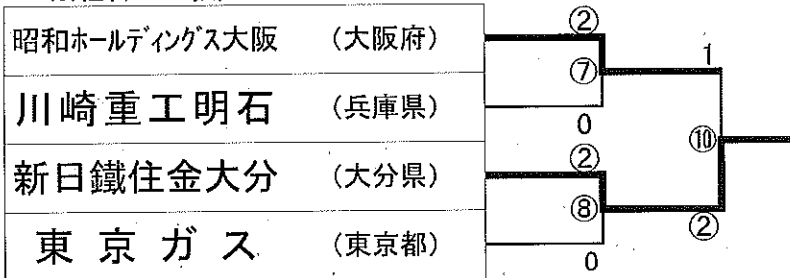 昭和ホールディングス大阪 (大阪府)
川崎重工明石 (兵庫県)
新日鐵住金大分 (大分県)
東京ガス (東京都)
②
⑦
0
1
②
⑧
0
⑩
②